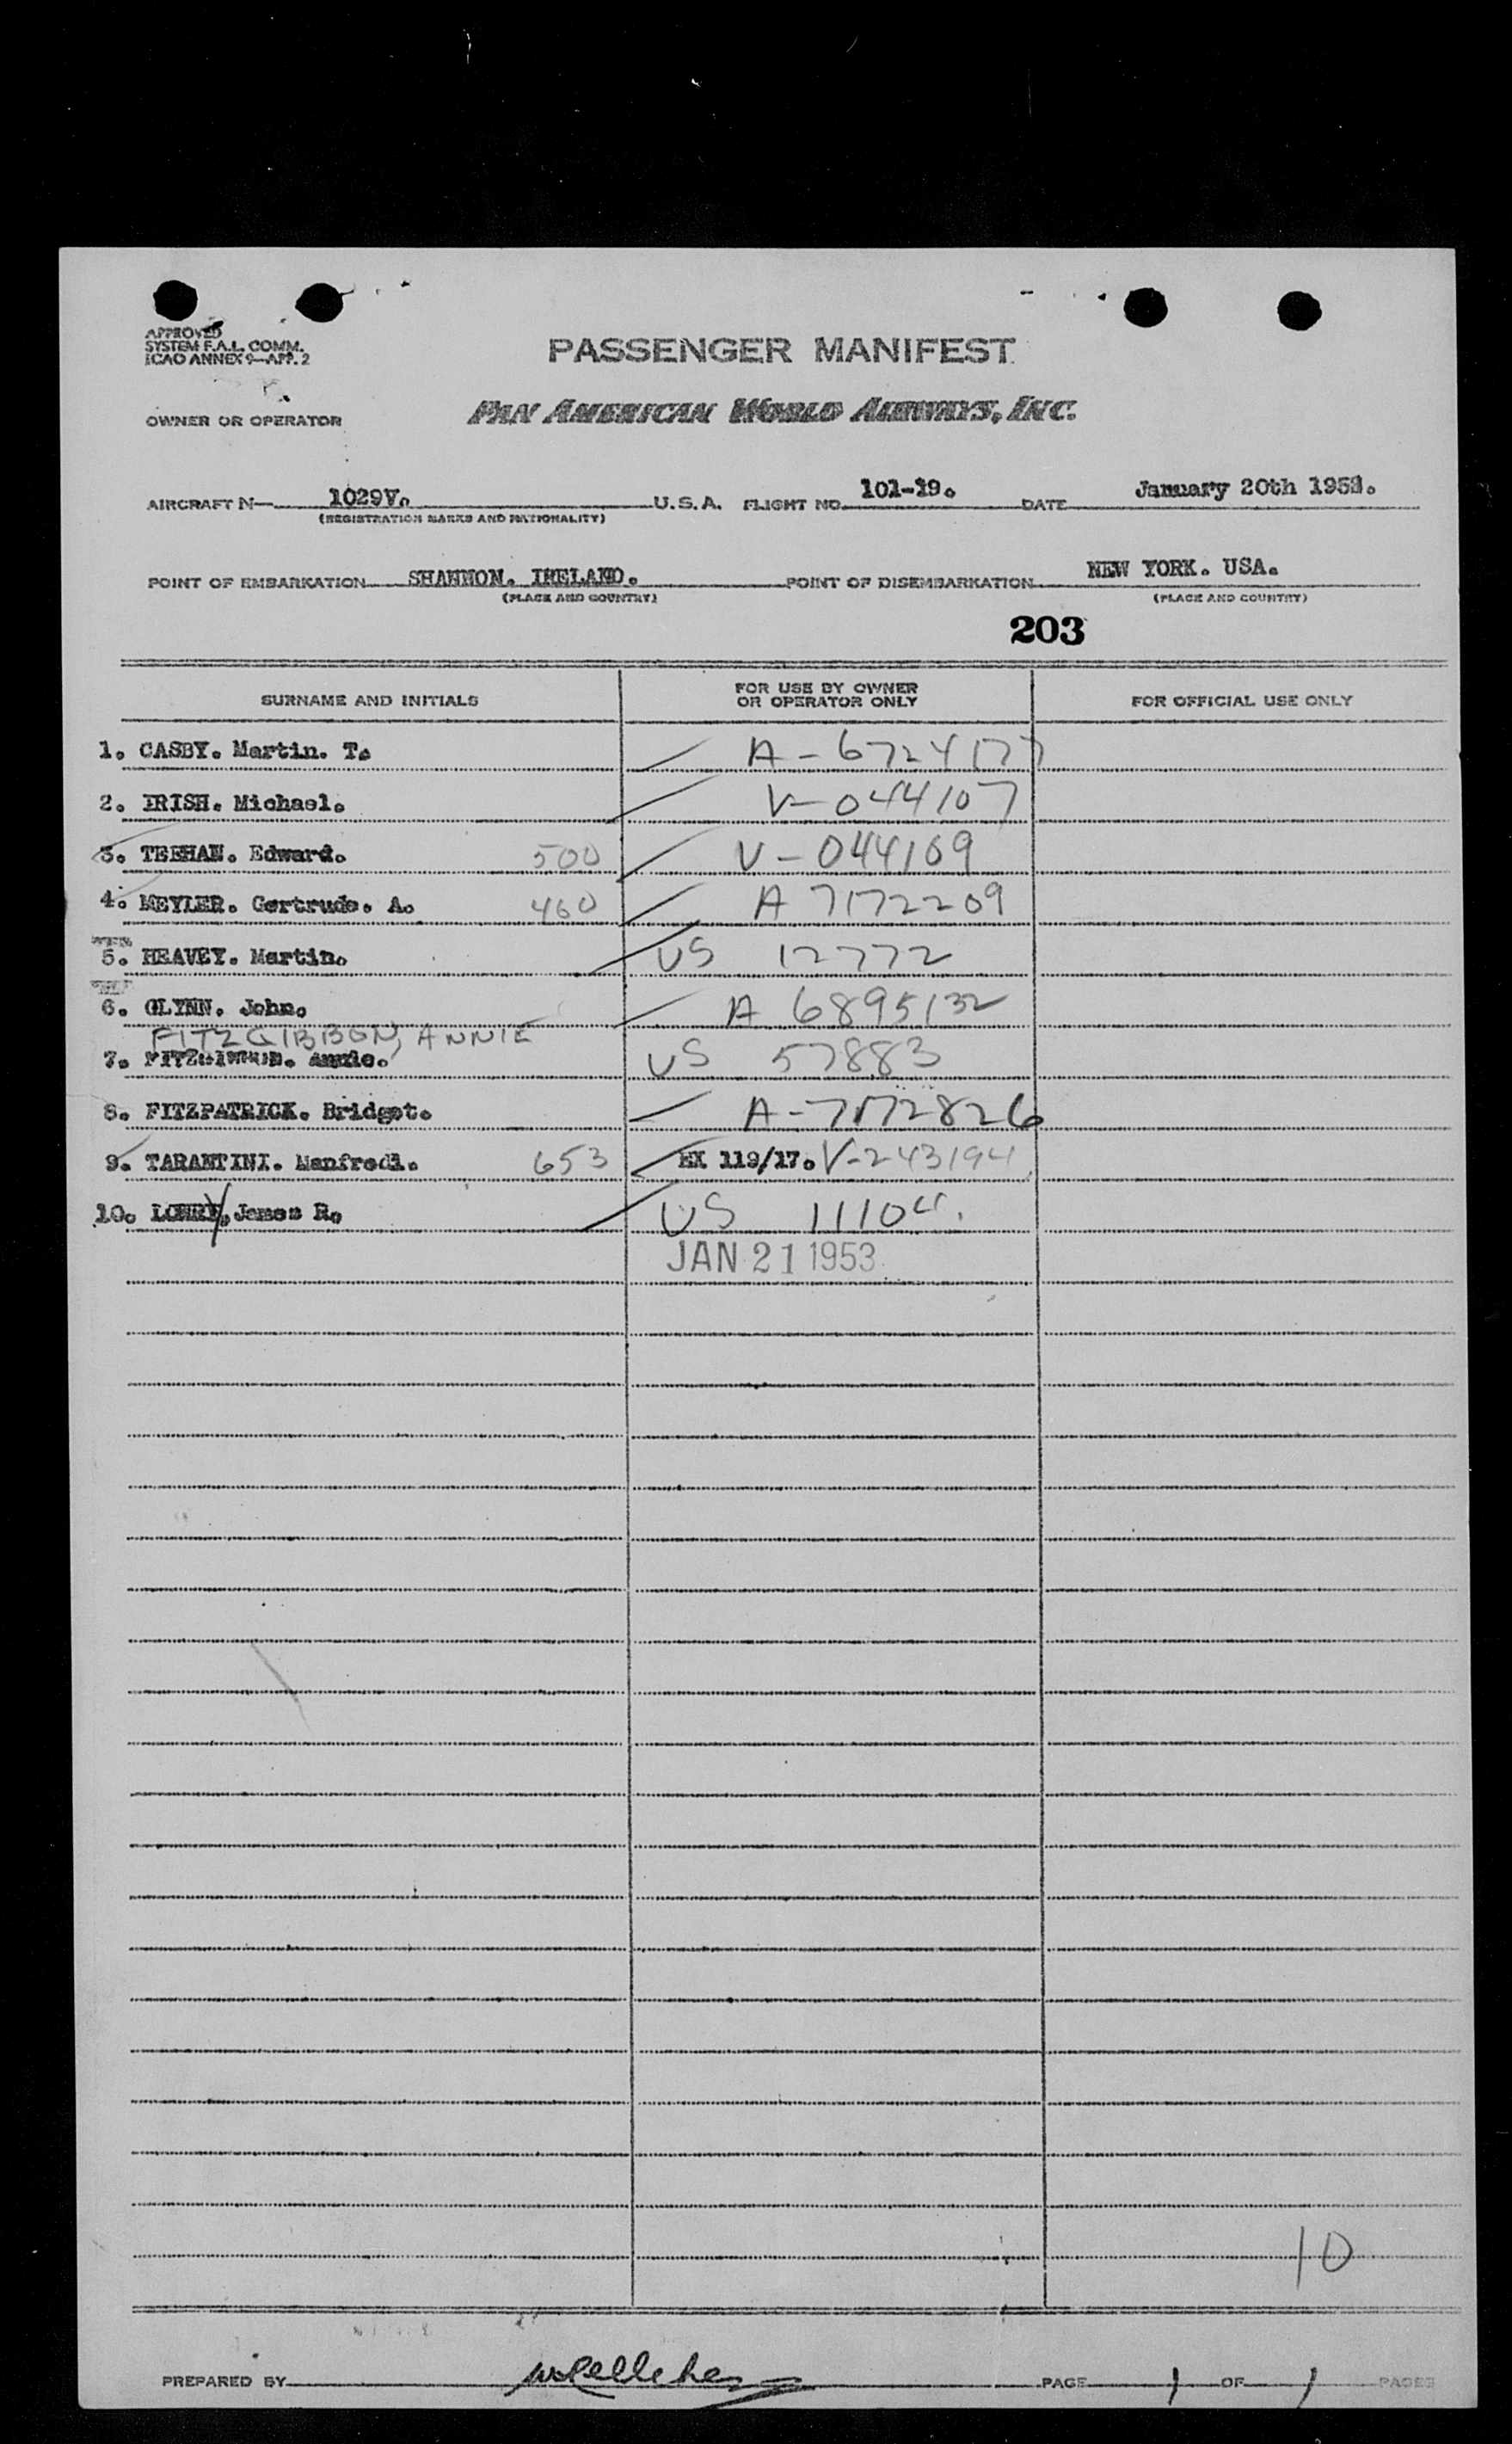 APPROVED
SYSTEM F.A.L. COMM.
ICAO ANNEX 9—APP. 2
PASSENGER MANIFEST
OWNER OR OPERATOR PAN AMERICAN WORLD AIRWAYS, INC.
AIRCRAFT N— 1029V. U.S.A. FLIGHT NO. 101-19. DATE January 20th 1953.
(REGISTRATION MARKS AND NATIONALITY)
POINT OF EMBARKATION SHANNON. IRELAND. POINT OF DISEMBARKATION NEW YORK. USA.
(PLACE AND COUNTRY) (PLACE AND COUNTRY)
203
SURNAME AND INITIALS FOR USE BY OWNER OR OPERATOR ONLY FOR OFFICIAL USE ONLY
1. CASBY. Martin. T. A-6724177
2. IRISH. Michael. V-044107
3. TEEHAN. Edward. 500 V-044109
4. MEYLER. Gertrude. A. 460 A 7172209
5. HEAVEY. Martin. US 12772
6. GLYNN. John. A 6895132
FITZGIBBON, ANNIE
7. Annie. US 57883
8. FITZPATRICK. Bridget. A-7172826
9. TARANTINI. Manfredi. 653 EX 119/17. V-243194
10. LOWRY, James R. US 11104.
JAN 21 1953
10
PREPARED BY PAGE 1 OF 1 PAGES